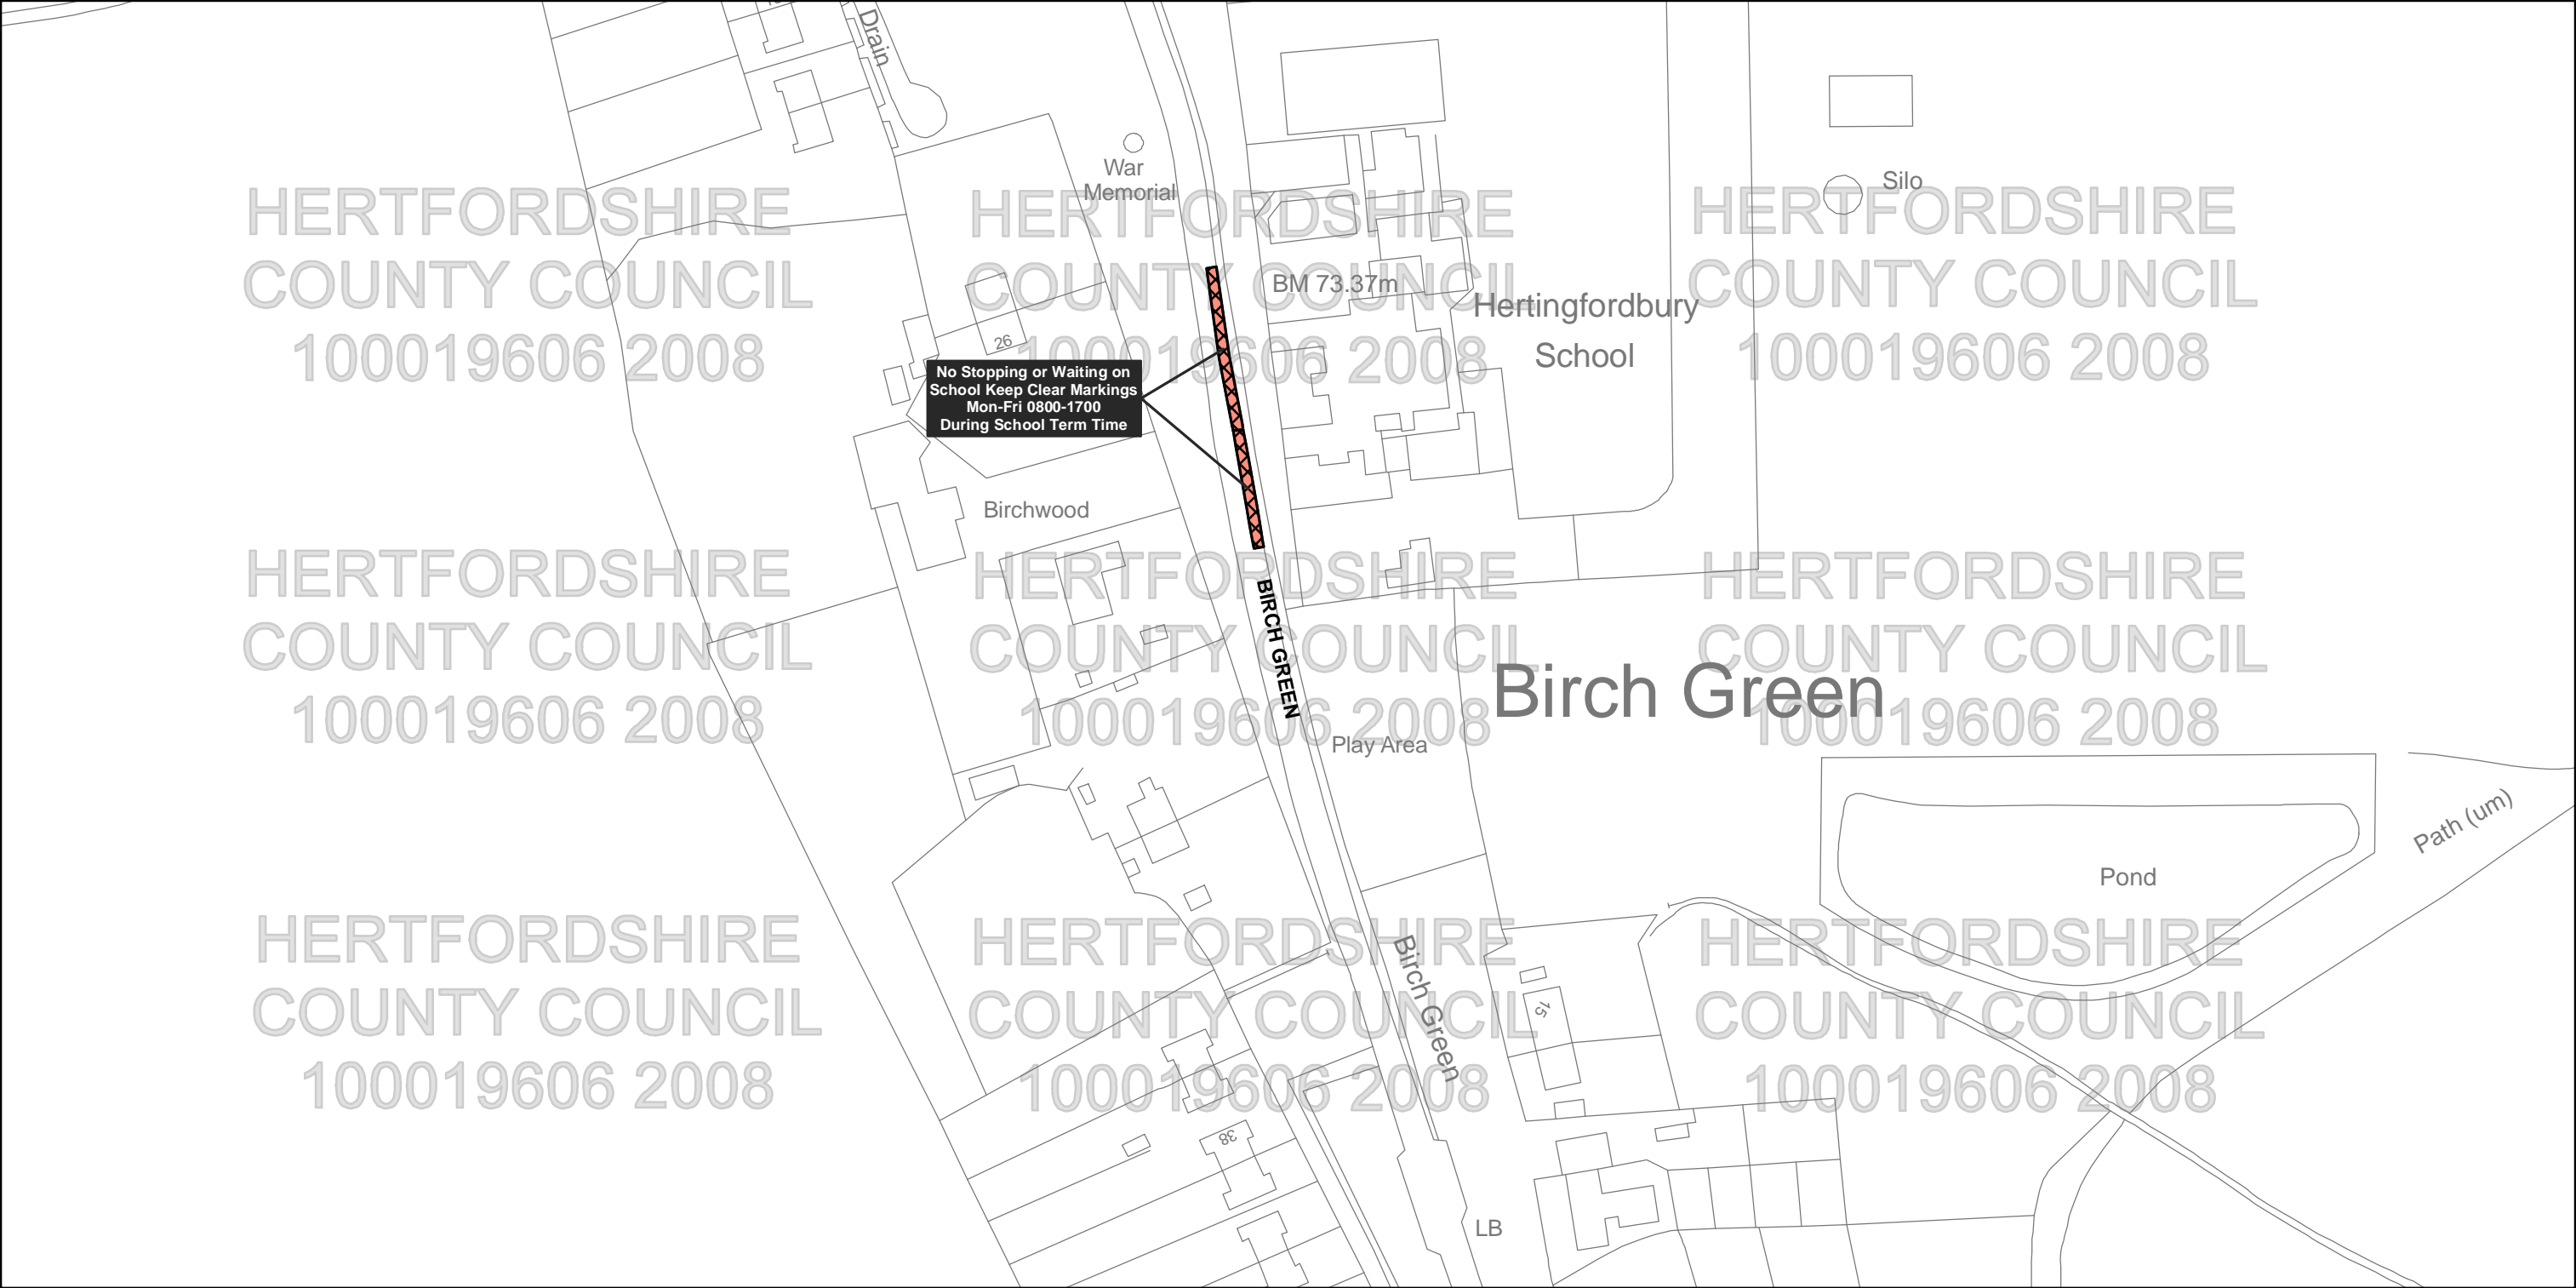 Drain
War
Memorial
Silo
HERTFORDSHIRE
COUNTY COUNCIL
100019606 2008
HERTFORDSHIRE
COUNTY COUNCIL
100019606 2008
HERTFORDSHIRE
COUNTY COUNCIL
100019606 2008
BM 73.37m
Hertingfordbury
School
26
No Stopping or Waiting on
School Keep Clear Markings
Mon-Fri 0800-1700
During School Term Time
Birchwood
HERTFORDSHIRE
COUNTY COUNCIL
100019606 2008
HERTFORDSHIRE
COUNTY COUNCIL
100019606 2008
HERTFORDSHIRE
COUNTY COUNCIL
100019606 2008
BIRCH GREEN
Birch Green
Play Area
Path (um)
Pond
HERTFORDSHIRE
COUNTY COUNCIL
100019606 2008
HERTFORDSHIRE
COUNTY COUNCIL
100019606 2008
HERTFORDSHIRE
COUNTY COUNCIL
100019606 2008
Birch Green
15
38
LB